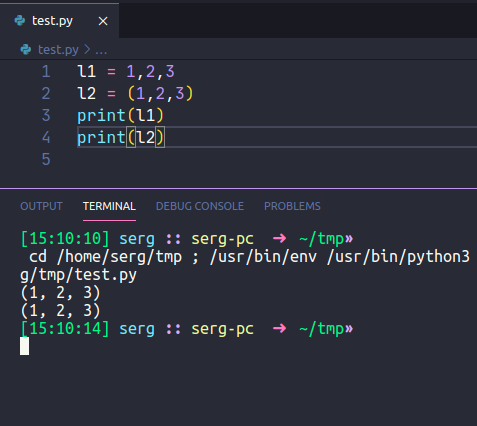 test.py
test.py > ...
1 l1 = 1,2,3
2 l2 = (1,2,3)
3 print(l1)
4 print(l2)
5
OUTPUT TERMINAL DEBUG CONSOLE PROBLEMS
[15:10:10] serg :: serg-pc ➜ ~/tmp»
cd /home/serg/tmp ; /usr/bin/env /usr/bin/python3
g/tmp/test.py
(1, 2, 3)
(1, 2, 3)
[15:10:14] serg :: serg-pc ➜ ~/tmp»